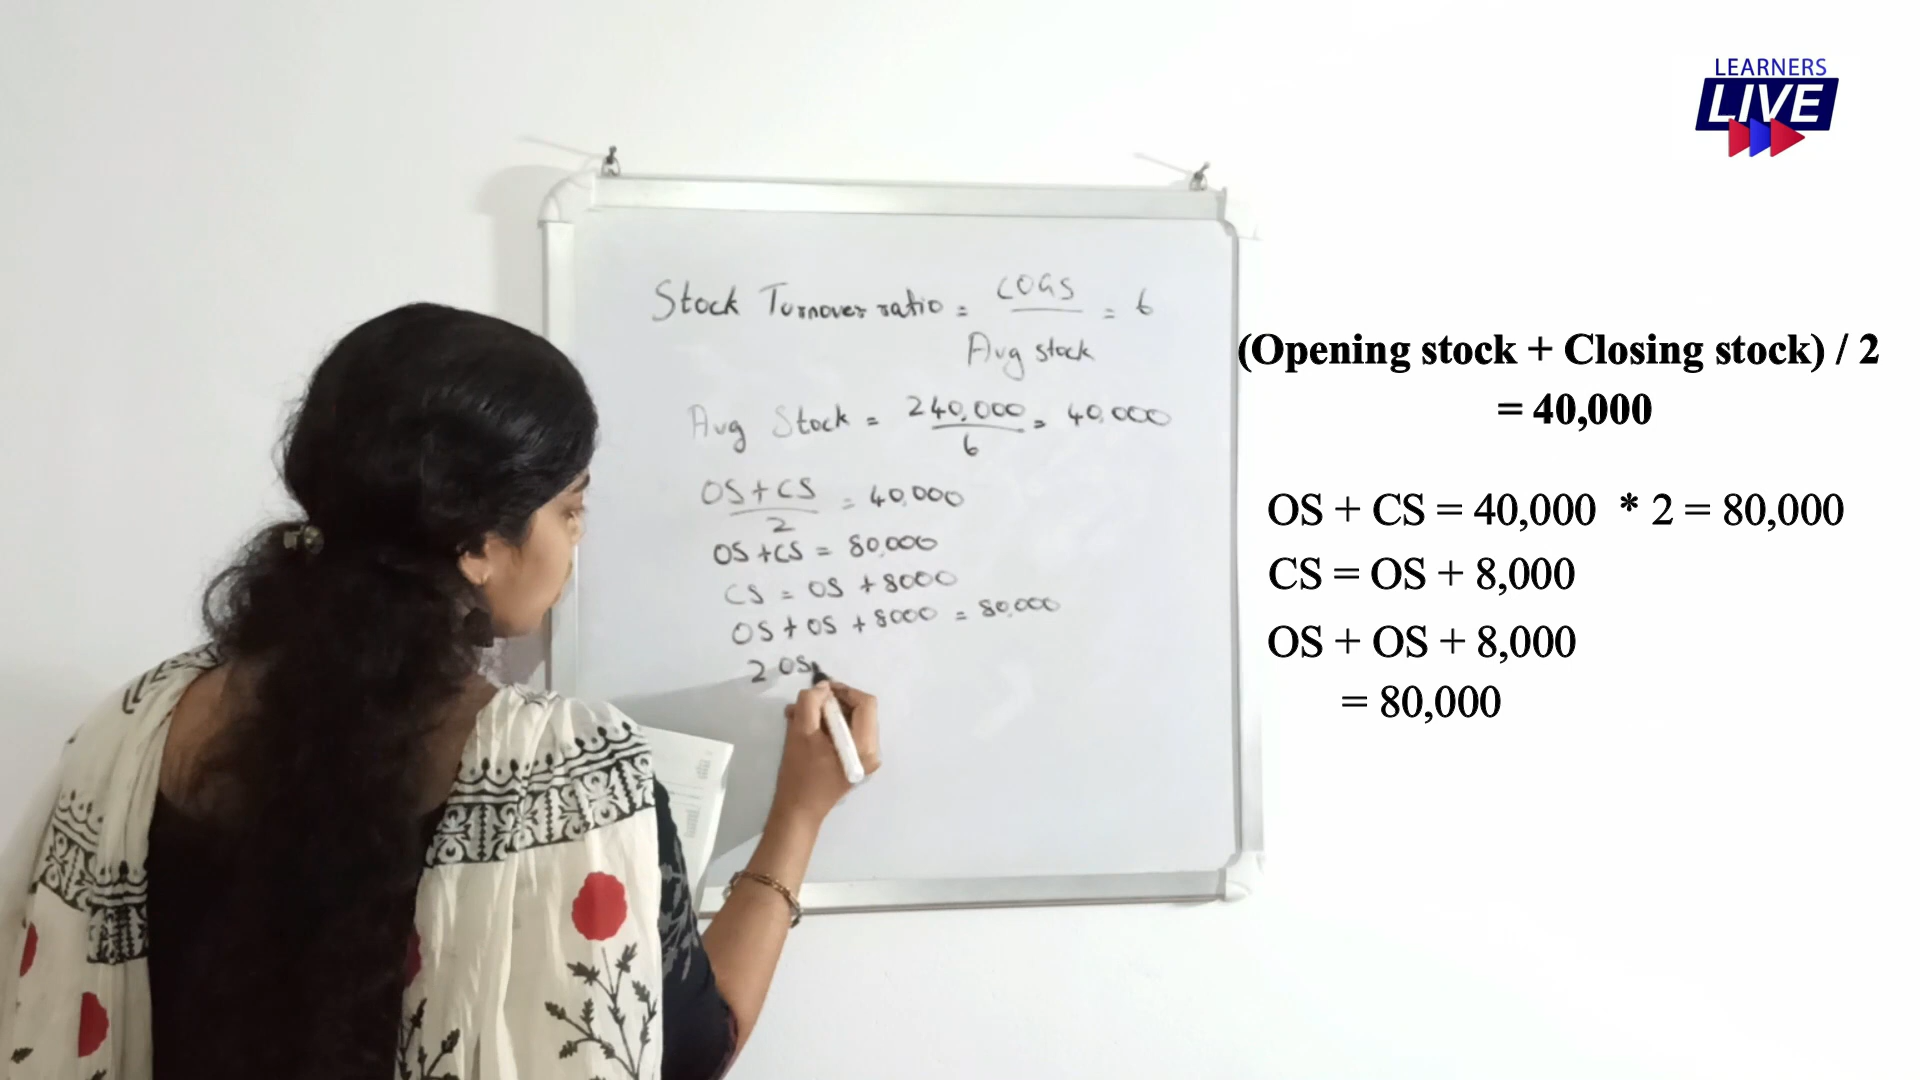 LEARNERS
LIVE
Stock Turnover ratio = COGS / Avg stock = 6
Avg Stock = 240,000 / 6 = 40,000
OS+CS / 2 = 40,000
OS+CS = 80,000
CS = OS + 8000
OS + OS + 8000 = 80,000
2 OS
(Opening stock + Closing stock) / 2
= 40,000
OS + CS = 40,000 * 2 = 80,000
CS = OS + 8,000
OS + OS + 8,000
= 80,000